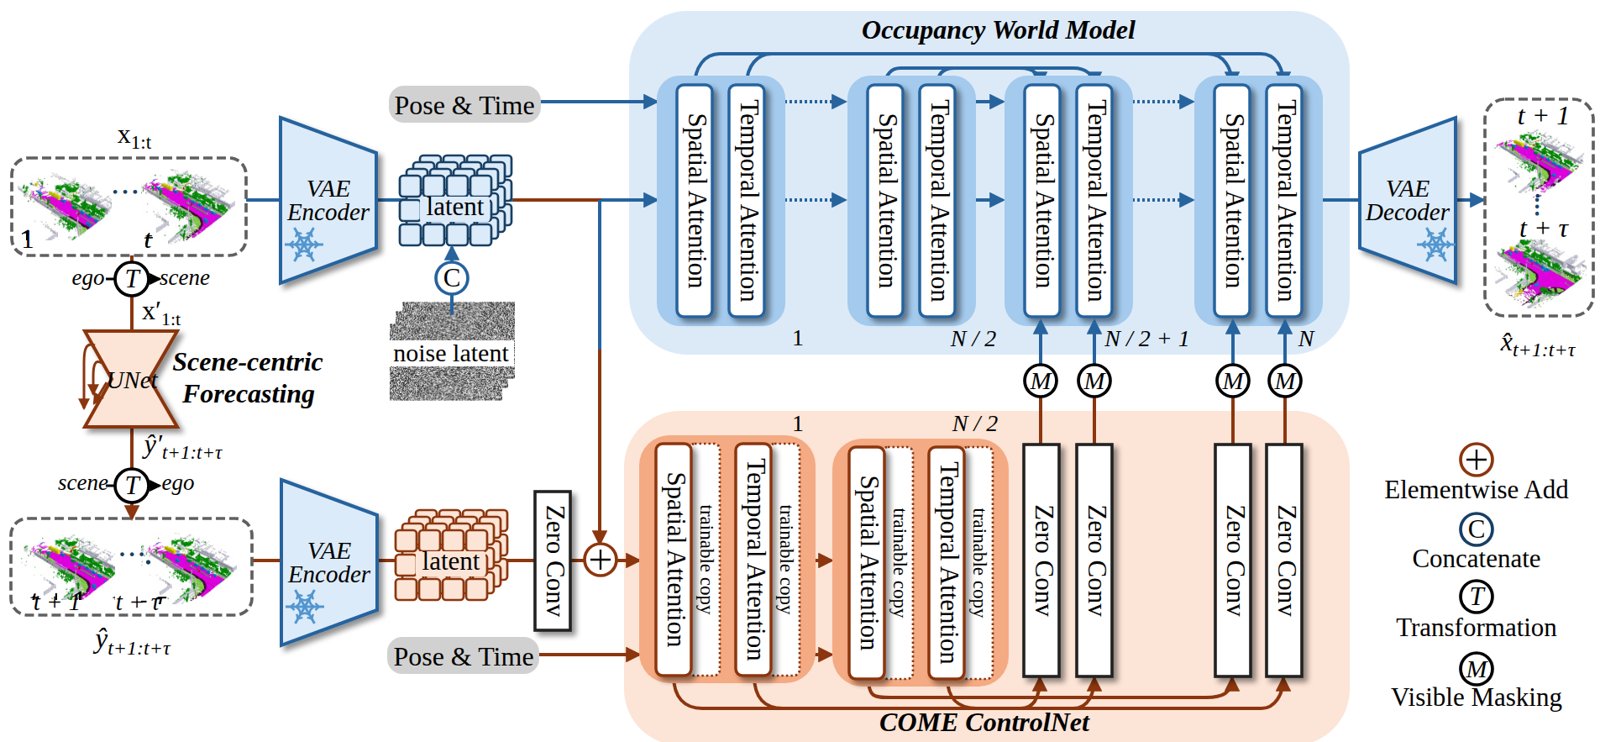 Occupancy World Model
Pose & Time
Spatial Attention
Temporal Attention
Spatial Attention
Temporal Attention
Spatial Attention
Temporal Attention
Spatial Attention
Temporal Attention
1
N / 2
N / 2 + 1
N
x1:t
1
t
VAE
Encoder
latent
C
noise latent
VAE
Decoder
t + 1
t + τ
x̂t+1:t+τ
ego
T
scene
x′1:t
UNet
Scene-centric
Forecasting
ŷ′t+1:t+τ
scene
T
ego
t + 1
t + τ
ŷt+1:t+τ
VAE
Encoder
latent
Zero Conv
Pose & Time
M
M
M
M
1
N / 2
Spatial Attention
trainable copy
Temporal Attention
trainable copy
Spatial Attention
trainable copy
Temporal Attention
trainable copy
Zero Conv
Zero Conv
Zero Conv
Zero Conv
COME ControlNet
Elementwise Add
C
Concatenate
T
Transformation
M
Visible Masking